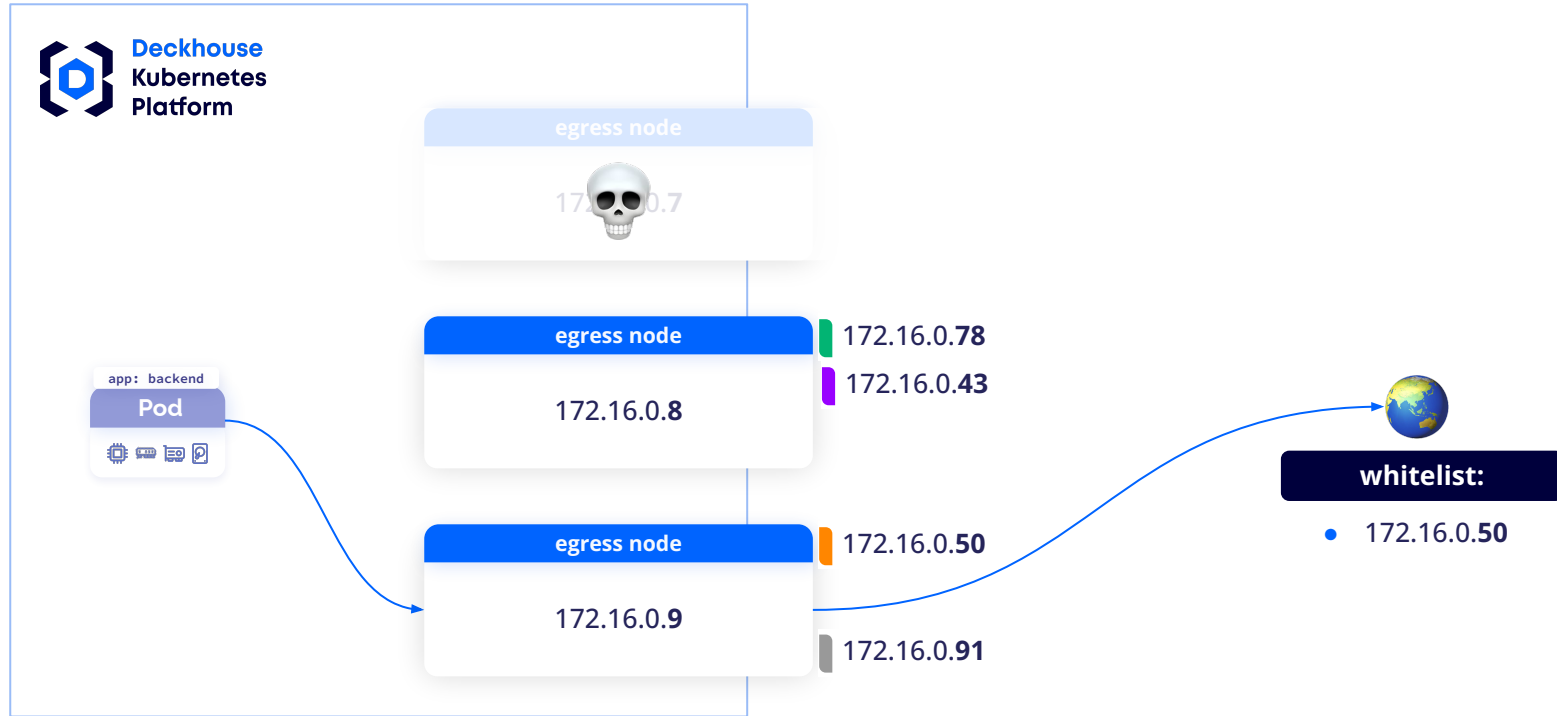 Deckhouse
Kubernetes
Platform
egress node
egress node
172.16.0.78
172.16.0.43
172.16.0.8
app: backend
Pod
whitelist:
172.16.0.50
egress node
172.16.0.50
172.16.0.9
172.16.0.91